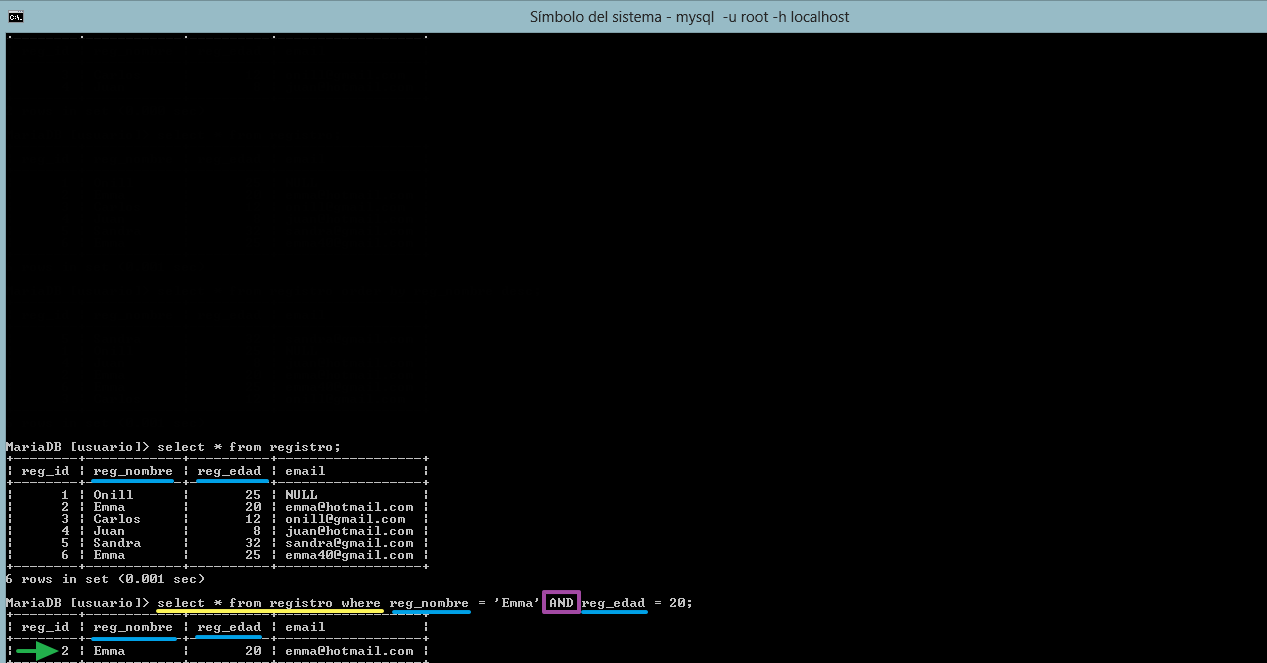 Símbolo del sistema - mysql -u root -h localhost
MariaDB [usuario]> select * from registro;
+--------+------------+----------+------------------+
| reg_id | reg_nombre | reg_edad | email |
+--------+------------+----------+------------------+
| 1 | Onill | 25 | NULL |
| 2 | Emma | 20 | emma@hotmail.com |
| 3 | Carlos | 12 | onill@gmail.com |
| 4 | Juan | 8 | juan@hotmail.com |
| 5 | Sandra | 32 | sandra@gmail.com |
| 6 | Emma | 25 | emma40@gmail.com |
+--------+------------+----------+------------------+
6 rows in set (0.001 sec)
MariaDB [usuario]> select * from registro where reg_nombre = 'Emma' AND reg_edad = 20;
+--------+------------+----------+------------------+
| reg_id | reg_nombre | reg_edad | email |
+--------+------------+----------+------------------+
| 2 | Emma | 20 | emma@hotmail.com |
+--------+------------+----------+------------------+